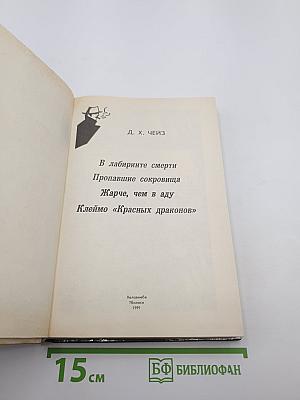 Д. Х. ЧЕЙЗ
В лабиринте смерти
Пропавшие сокровища
Жарче, чем в аду
Клеймо «Красных драконов»
15 см
БФ БИБЛИОФАН